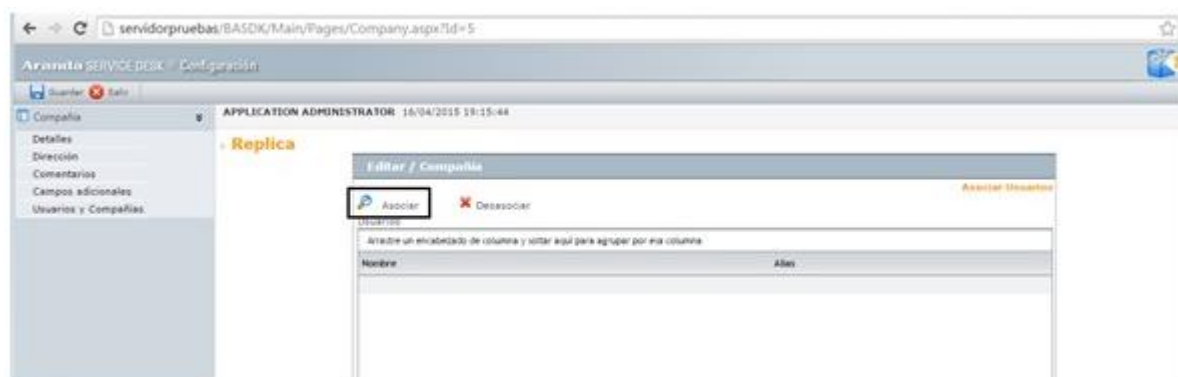 servidorpruebas/BASDK/Main/Pages/Company.aspx?Id=5
Aranda SERVICE DESK Configuración
Guardar Salir
Compañía
APPLICATION ADMINISTRATOR 16/04/2015 19:15:44
Detalles
Dirección
Comentarios
Campos adicionales
Usuarios y Compañías
Replica
Editar / Compañía
Asociar Usuarios
Asociar Desasociar
Usuarios
Arrastre un encabezado de columna y soltar aquí para agrupar por esa columna
Nombre Alias